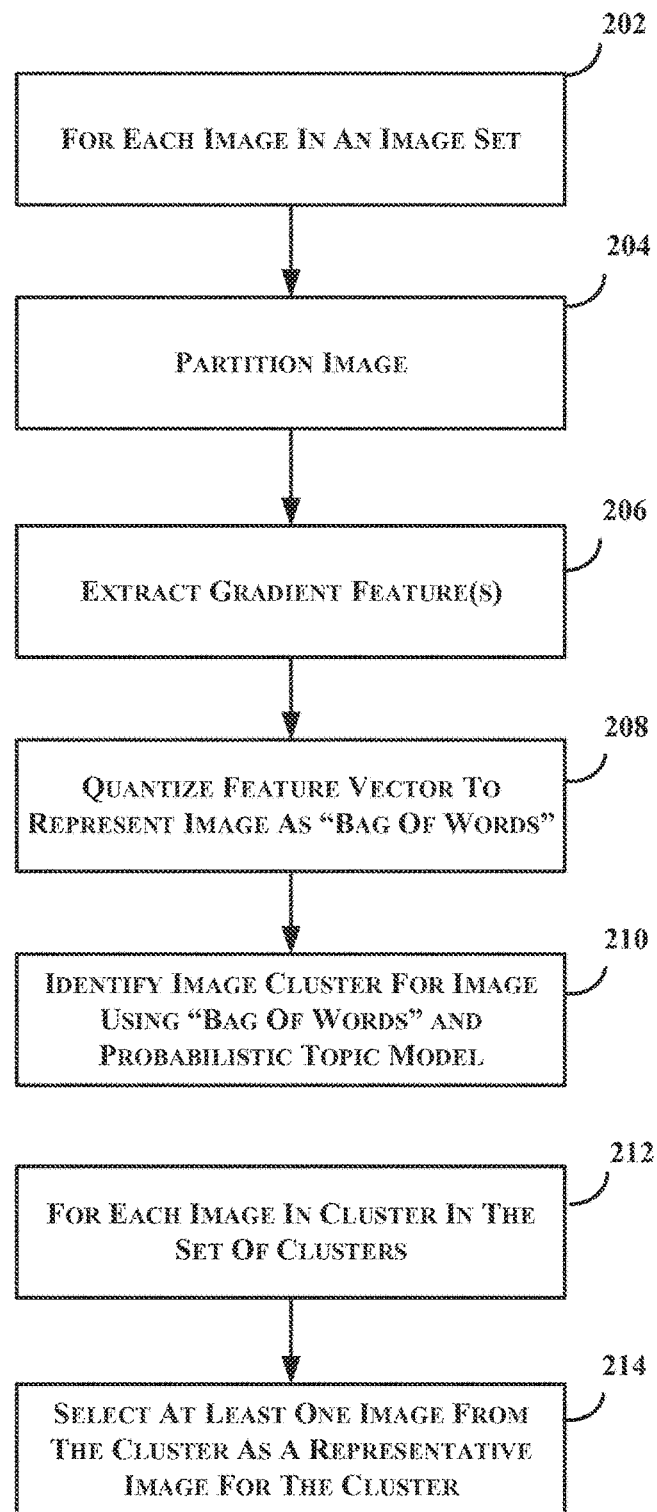 202
FOR EACH IMAGE IN AN IMAGE SET
204
PARTITION IMAGE
206
EXTRACT GRADIENT FEATURE(S)
208
QUANTIZE FEATURE VECTOR TO
REPRESENT IMAGE AS “BAG OF WORDS”
210
IDENTIFY IMAGE CLUSTER FOR IMAGE
USING “BAG OF WORDS” AND
PROBABILISTIC TOPIC MODEL
212
FOR EACH IMAGE IN CLUSTER IN THE
SET OF CLUSTERS
214
SELECT AT LEAST ONE IMAGE FROM
THE CLUSTER AS A REPRESENTATIVE
IMAGE FOR THE CLUSTER